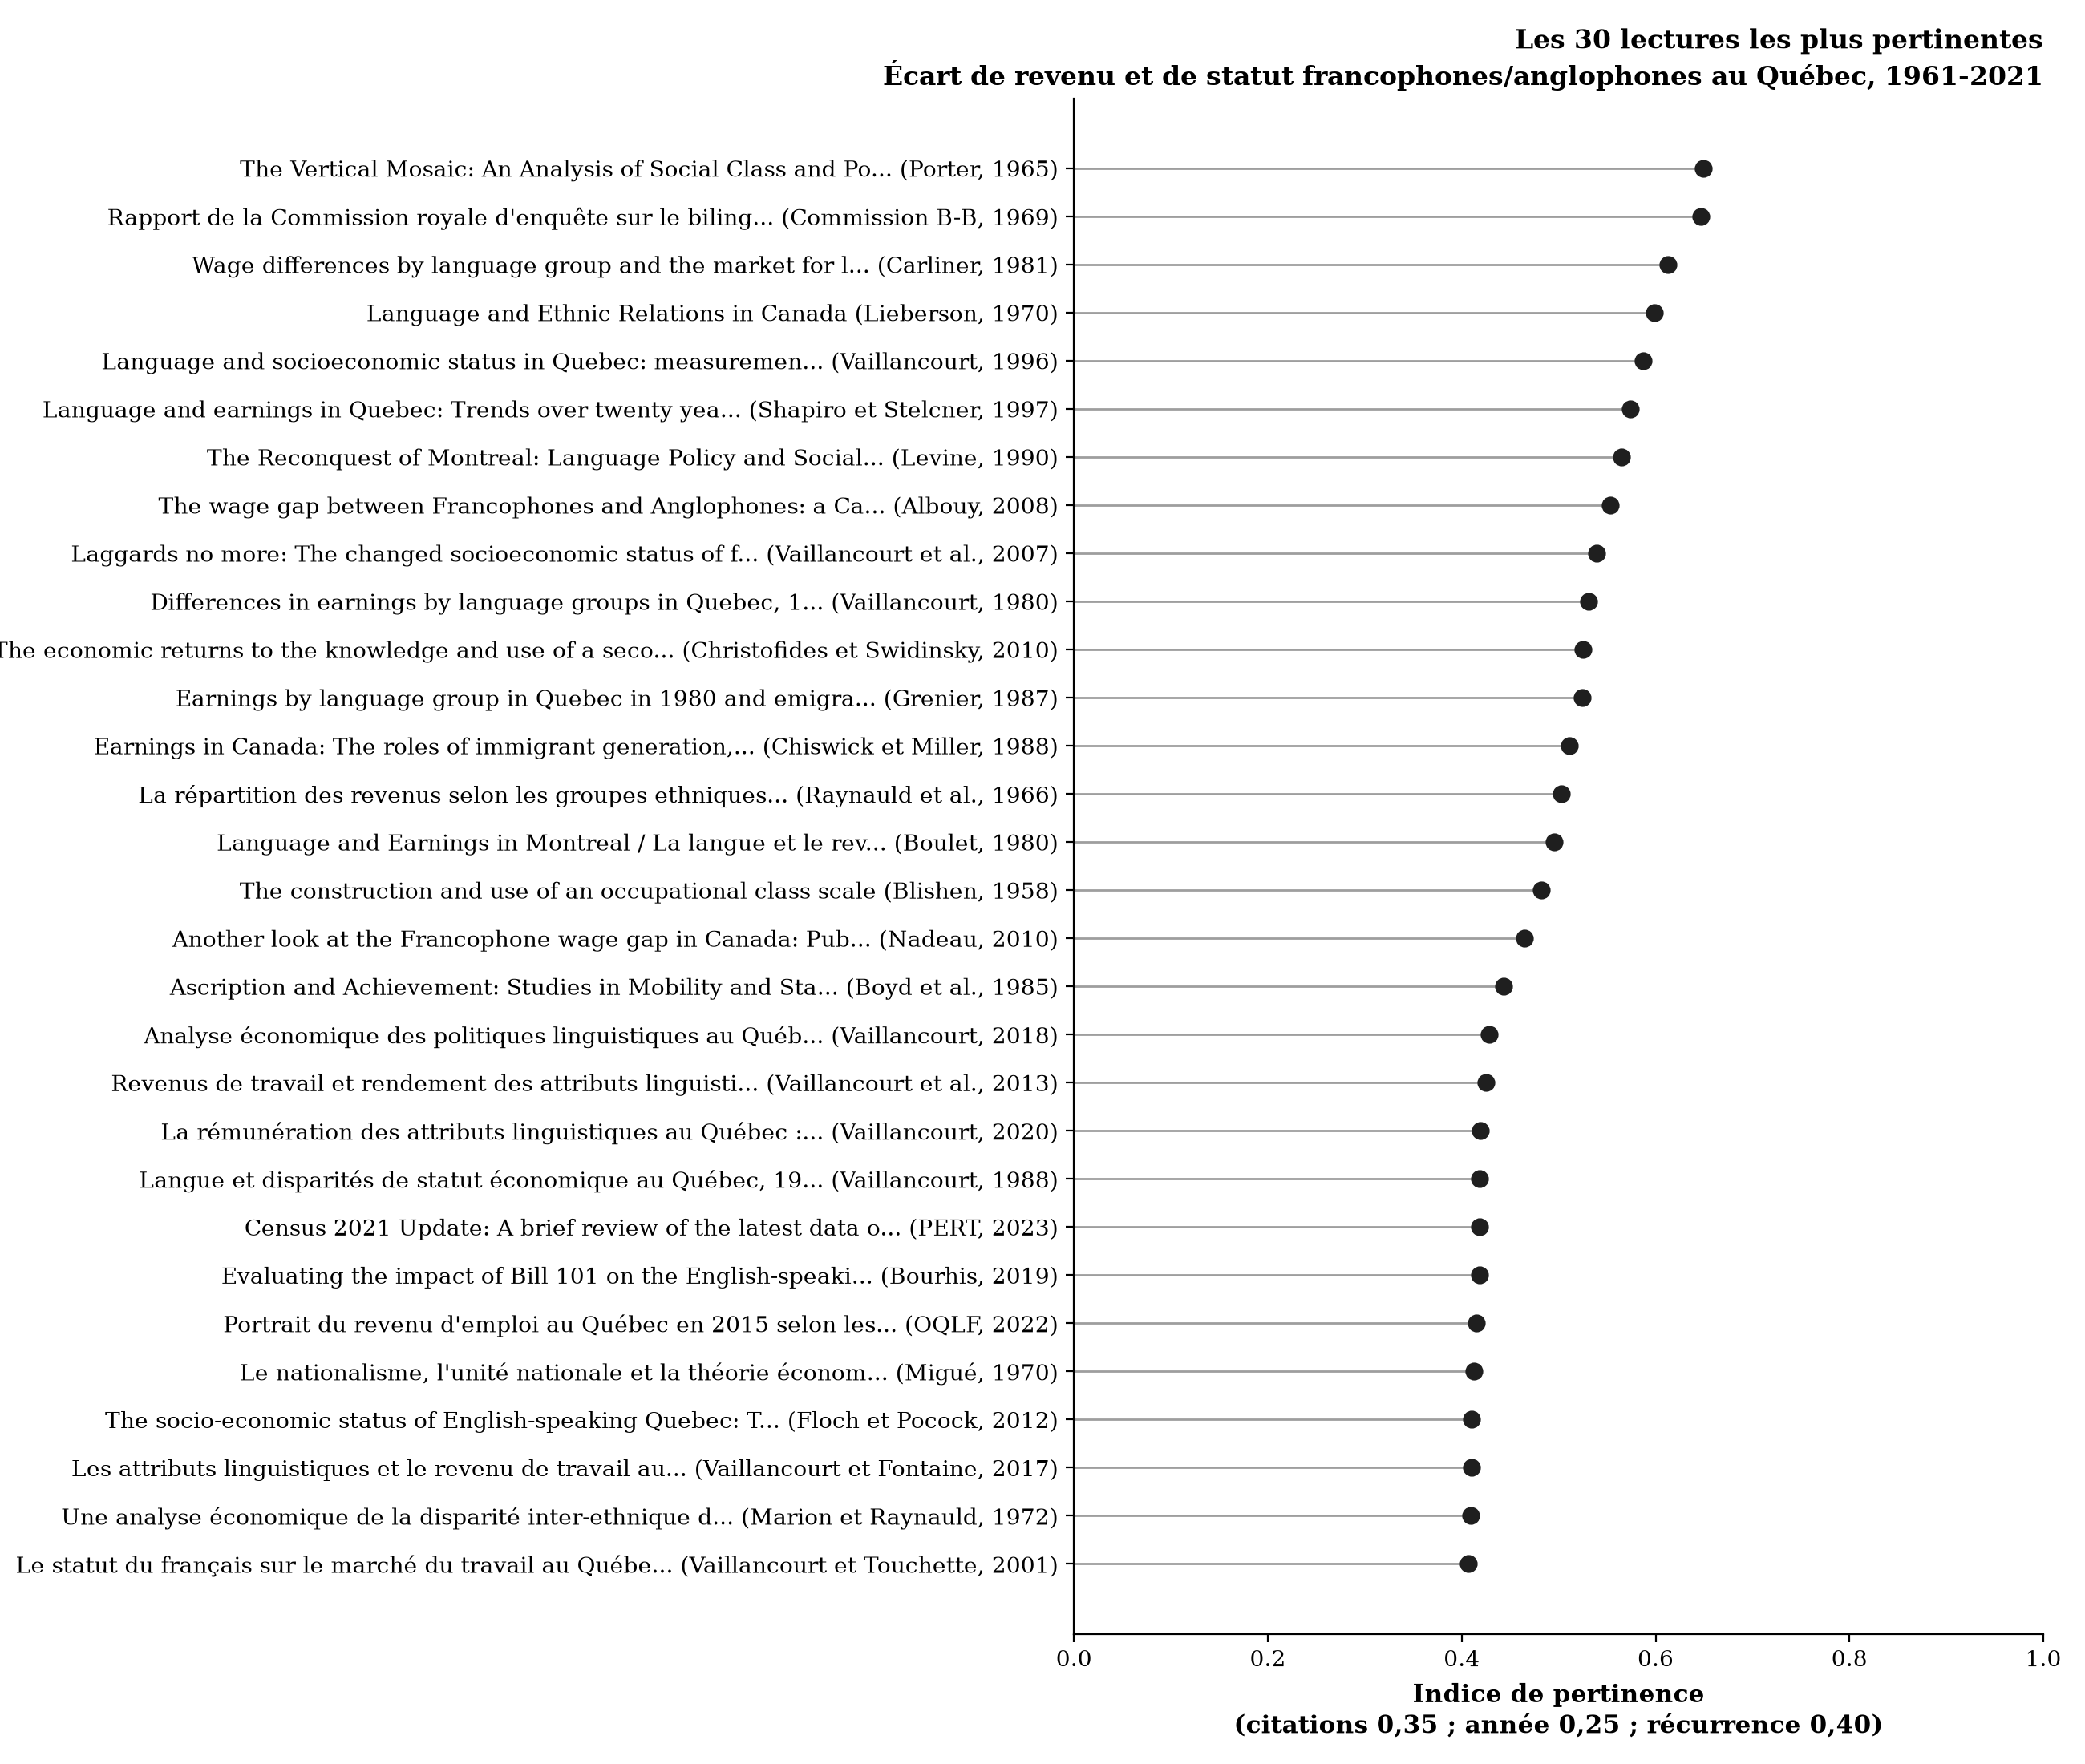 Les 30 lectures les plus pertinentes
Écart de revenu et de statut francophones/anglophones au Québec, 1961-2021
The Vertical Mosaic: An Analysis of Social Class and Po... (Porter, 1965)
Rapport de la Commission royale d'enquête sur le biling... (Commission B-B, 1969)
Wage differences by language group and the market for l... (Carliner, 1981)
Language and Ethnic Relations in Canada (Lieberson, 1970)
Language and socioeconomic status in Quebec: measuremen... (Vaillancourt, 1996)
Language and earnings in Quebec: Trends over twenty yea... (Shapiro et Stelcner, 1997)
The Reconquest of Montreal: Language Policy and Social... (Levine, 1990)
The wage gap between Francophones and Anglophones: a Ca... (Albouy, 2008)
Laggards no more: The changed socioeconomic status of f... (Vaillancourt et al., 2007)
Differences in earnings by language groups in Quebec, 1... (Vaillancourt, 1980)
The economic returns to the knowledge and use of a seco... (Christofides et Swidinsky, 2010)
Earnings by language group in Quebec in 1980 and emigra... (Grenier, 1987)
Earnings in Canada: The roles of immigrant generation,... (Chiswick et Miller, 1988)
La répartition des revenus selon les groupes ethniques... (Raynauld et al., 1966)
Language and Earnings in Montreal / La langue et le rev... (Boulet, 1980)
The construction and use of an occupational class scale (Blishen, 1958)
Another look at the Francophone wage gap in Canada: Pub... (Nadeau, 2010)
Ascription and Achievement: Studies in Mobility and Sta... (Boyd et al., 1985)
Analyse économique des politiques linguistiques au Québ... (Vaillancourt, 2018)
Revenus de travail et rendement des attributs linguisti... (Vaillancourt et al., 2013)
La rémunération des attributs linguistiques au Québec :... (Vaillancourt, 2020)
Langue et disparités de statut économique au Québec, 19... (Vaillancourt, 1988)
Census 2021 Update: A brief review of the latest data o... (PERT, 2023)
Evaluating the impact of Bill 101 on the English-speaki... (Bourhis, 2019)
Portrait du revenu d'emploi au Québec en 2015 selon les... (OQLF, 2022)
Le nationalisme, l'unité nationale et la théorie économ... (Migué, 1970)
The socio-economic status of English-speaking Quebec: T... (Floch et Pocock, 2012)
Les attributs linguistiques et le revenu de travail au... (Vaillancourt et Fontaine, 2017)
Une analyse économique de la disparité inter-ethnique d... (Marion et Raynauld, 1972)
Le statut du français sur le marché du travail au Québe... (Vaillancourt et Touchette, 2001)
0.0 0.2 0.4 0.6 0.8 1.0
Indice de pertinence
(citations 0,35 ; année 0,25 ; récurrence 0,40)